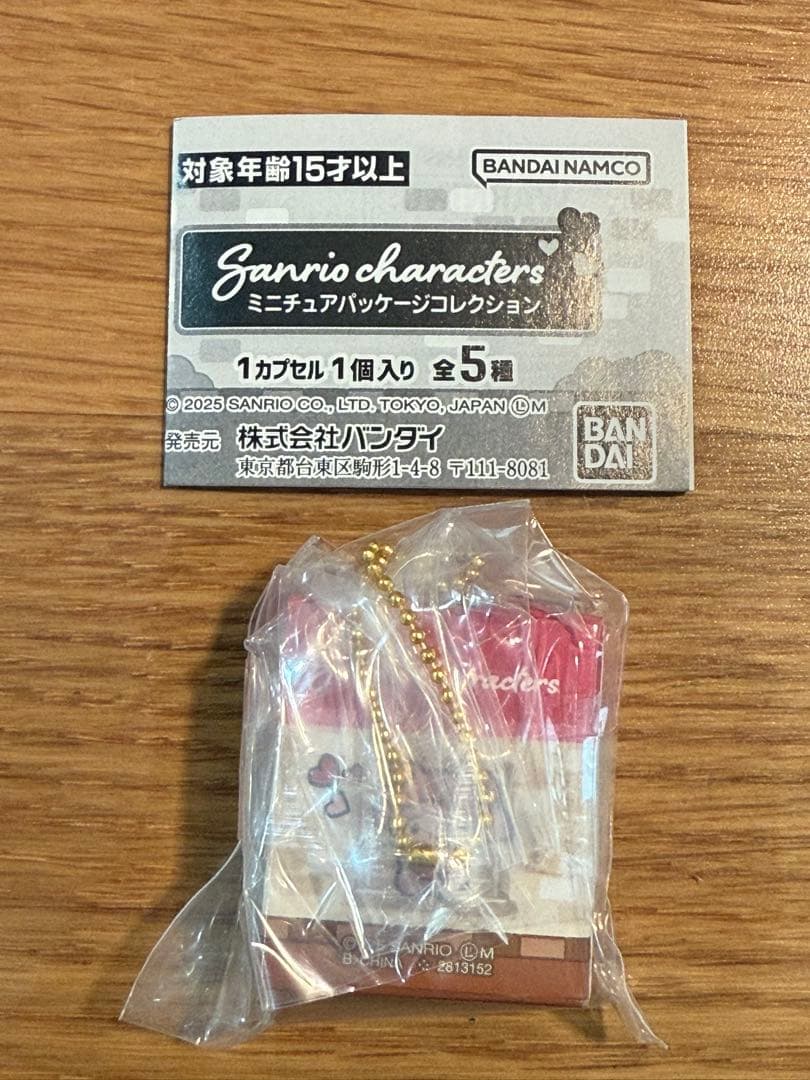 対象年齢15才以上
BANDAI NAMCO
Sanrio characters
ミニチュアパッケージコレクション
1カプセル1個入り 全5種
© 2025 SANRIO CO., LTD. TOKYO, JAPAN Ⓛ M
発売元 株式会社バンダイ
東京都台東区駒形1-4-8 〒111-8081
BAN
DAI
racters
SANRIO Ⓛ M
CHINA 2813152